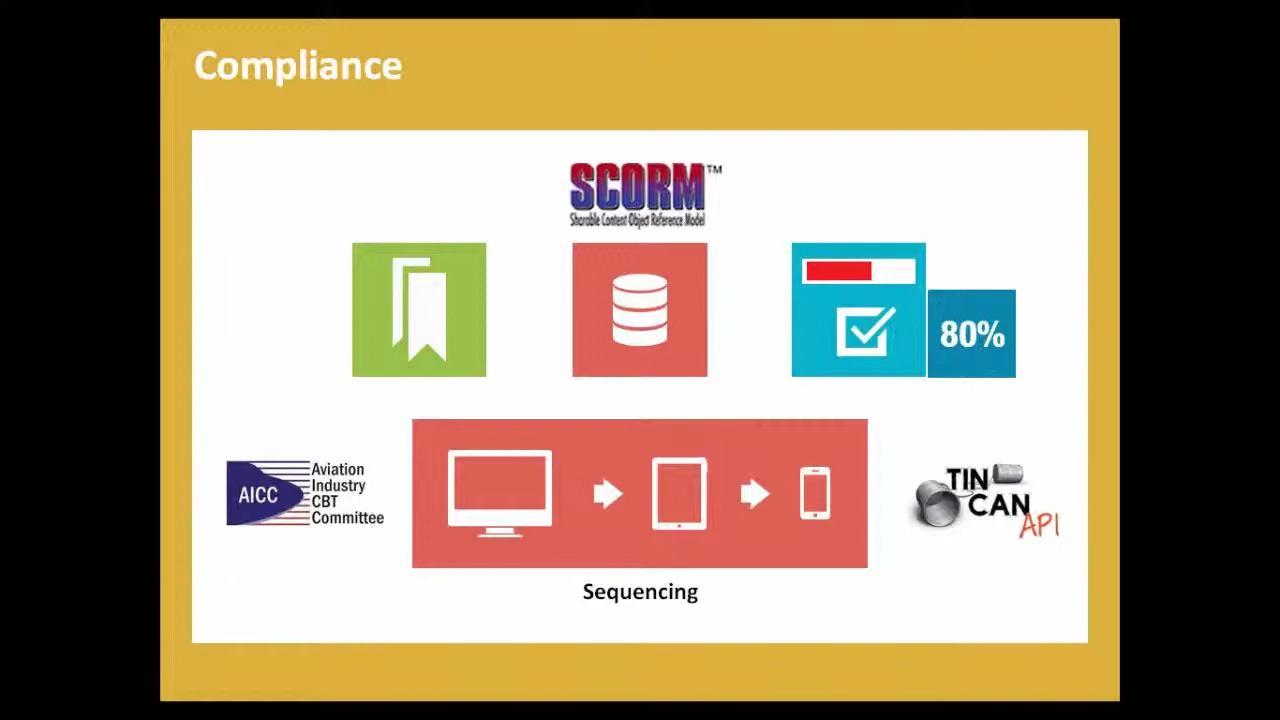 Compliance
SCORM™
Sharable Content Object Reference Model
80%
AICC
Aviation
Industry
CBT
Committee
TIN
CAN
API
Sequencing